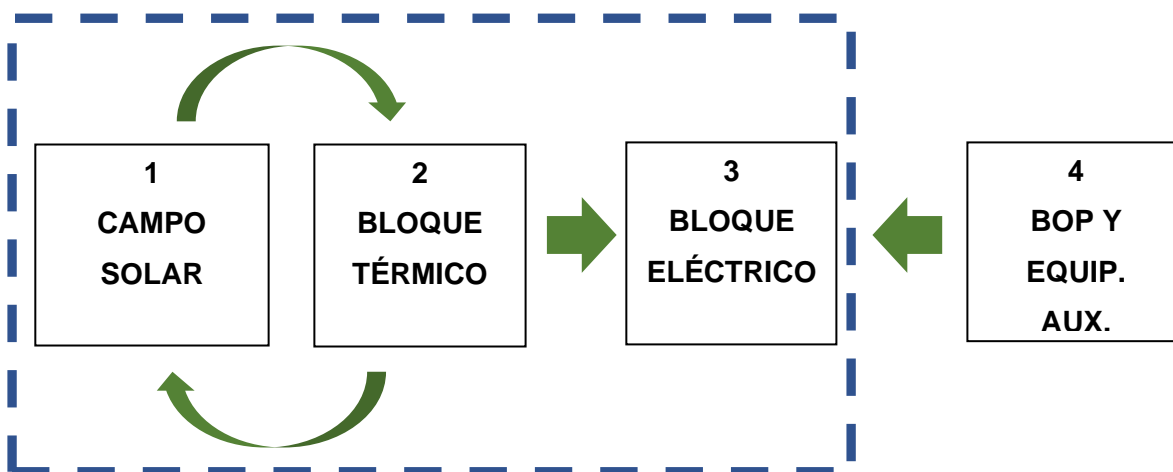 1
CAMPO
SOLAR
2
BLOQUE
TÉRMICO
3
BLOQUE
ELÉCTRICO
4
BOP Y
EQUIP.
AUX.